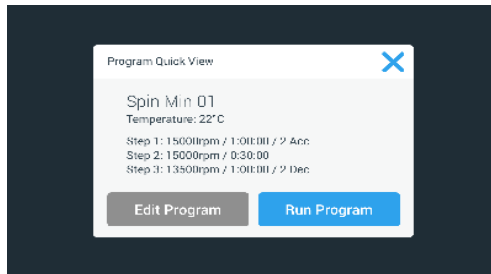 Program Quick View
Spin Min 01
Temperature: 22°C
Step 1: 15000rpm / 1:00:00 / 2 Acc
Step 2: 15000rpm / 0:30:00
Step 3: 13500rpm / 1:00:00 / 2 Dec
Edit Program
Run Program